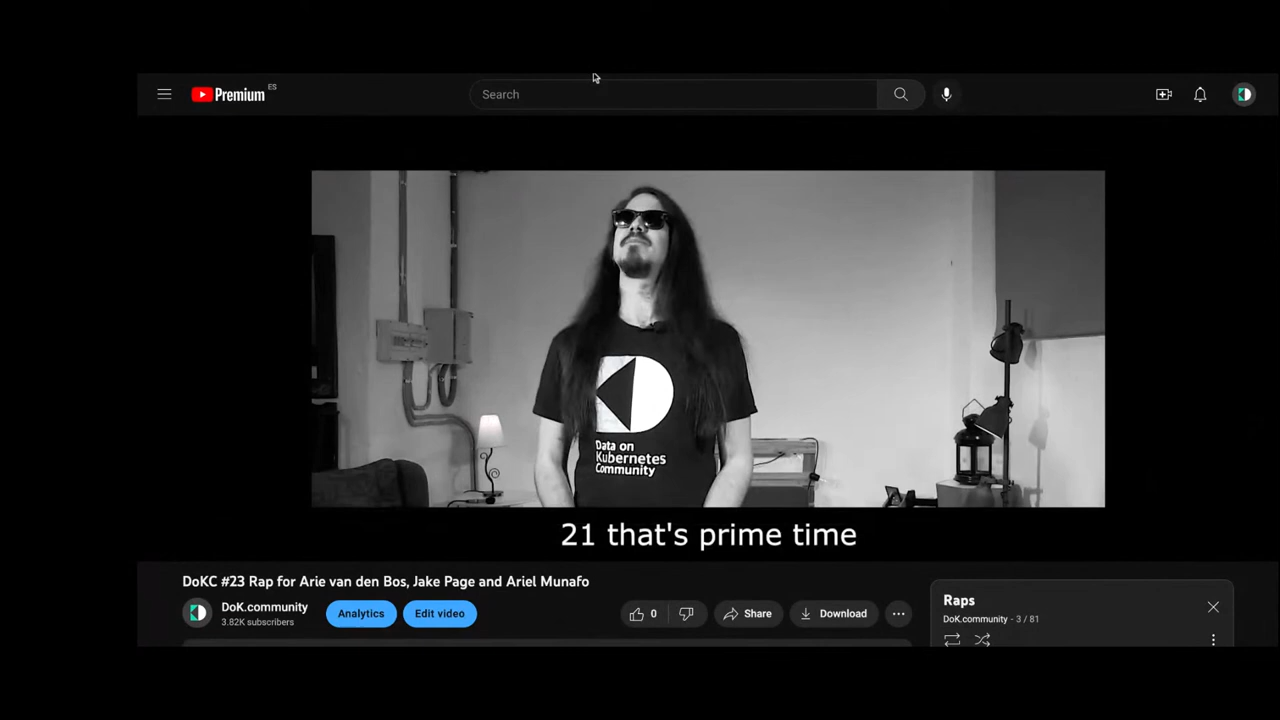 Premium ES
Search
Data on
Kubernetes
Community
21 that's prime time
DoKC #23 Rap for Arie van den Bos, Jake Page and Ariel Munafo
DoK.community
3.82K subscribers
Analytics
Edit video
0
Share
Download
Raps
DoK.community - 3 / 81